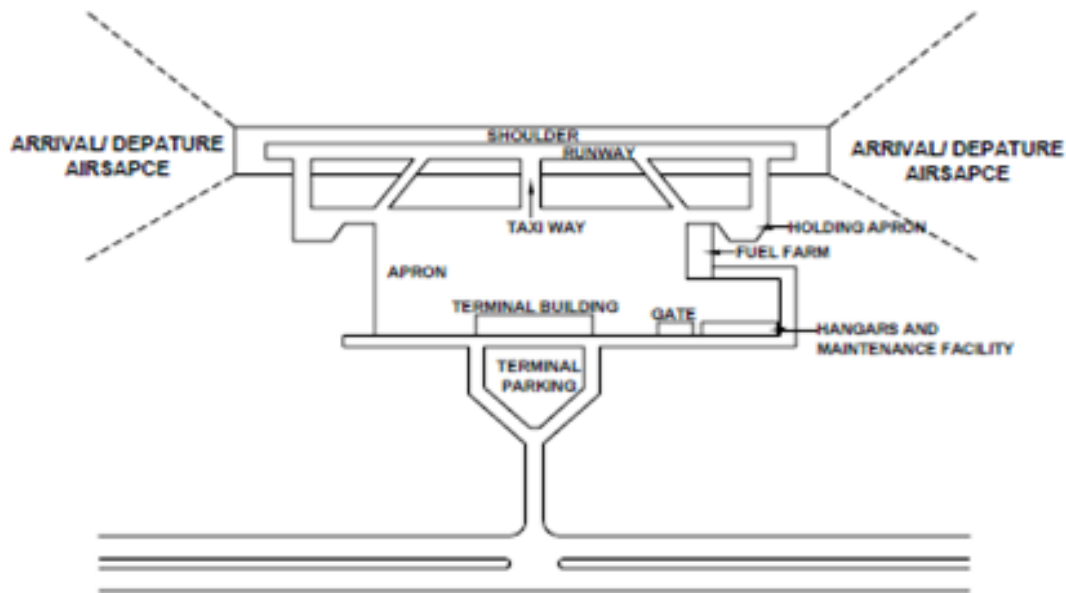 ARRIVAL/ DEPATURE
AIRSAPCE
SHOULDER
RUNWAY
ARRIVAL/ DEPATURE
AIRSAPCE
TAXI WAY
HOLDING APRON
FUEL FARM
APRON
TERMINAL BUILDING
GATE
HANGARS AND
MAINTENANCE FACILITY
TERMINAL
PARKING